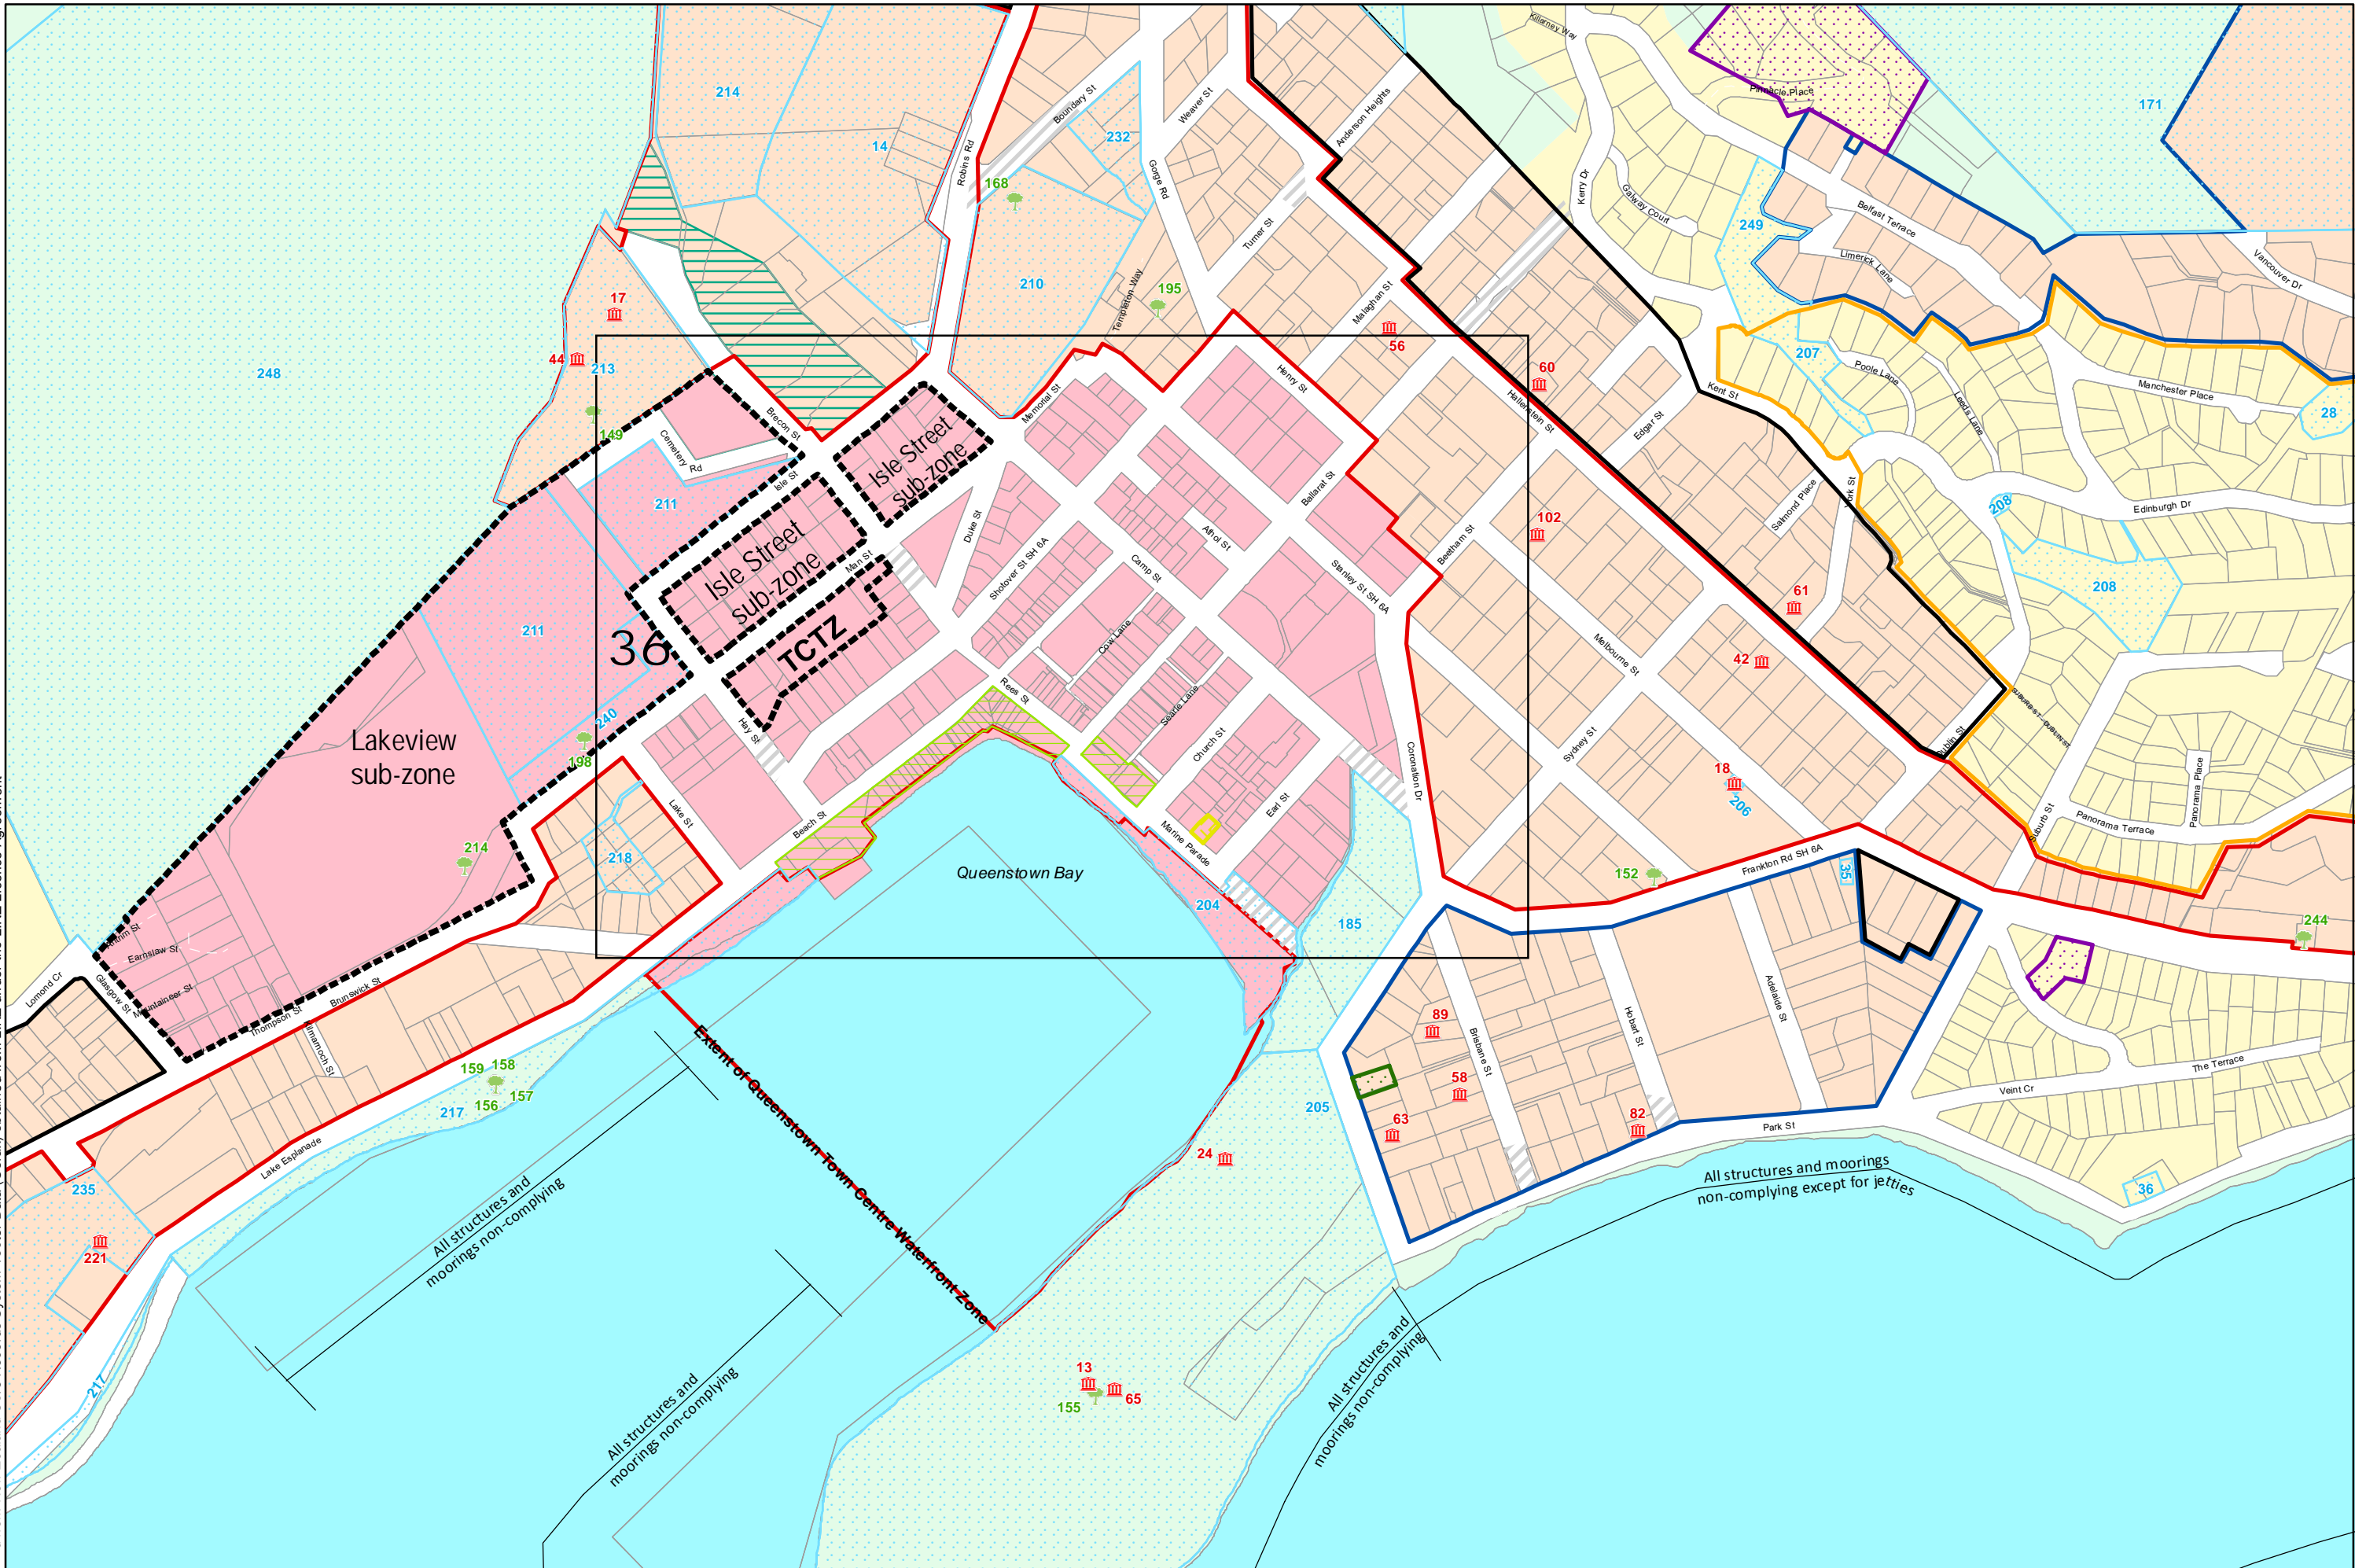 Killarney Way
Pinnacle Place
171
214
Boundary St
Weaver St
Anderson Heights
232
14
Robins Rd
Gorge Rd
168
Kerry Dr
Galway Court
249
Belfast Terrace
Limerick Lane
Vancouver Dr
Turner St
210
195
Templeton Way
Malaghan St
56
17
44
213
248
207
Poole Lane
Leeds Lane
Manchester Place
28
Kent St
60
Hallenstein St
Edgar St
Henry St
Memorial St
Brecon St
149
Cemetery Rd
Isle St
Isle Street
sub-zone
211
Ballarat St
Athol St
Beetham St
102
Salmond Place
York St
208
Edinburgh Dr
208
Duke St
Man St
Isle Street
sub-zone
Shotover St SH 6A
Camp St
Stanley St SH 6A
61
211
36
TCTZ
Cow Lane
Melbourne St
42
Rees St
Searle Lane
240
Hay St
Church St
Sydney St
Dublin St
SUBURB ST - DUBLIN ST
198
Lakeview
sub-zone
Coronation Dr
18
206
Panorama Place
Panorama Terrace
Suburb St
Lake St
Beach St
Earl St
Marine Parade
218
214
Queenstown Bay
152
Frankton Rd SH 6A
35
204
185
244
Earnslaw St
Lomond Cr
Glasgow St
Mountaineer St
Thompson St
Brunswick St
Adelaide St
Hobart St
Brisbane St
89
58
63
82
205
Veint Cr
The Terrace
Park St
159
158
156
157
217
Lake Esplanade
Extent of Queenstown Town Centre Waterfront Zone
24
All structures and moorings
non-complying except for jetties
36
235
221
All structures and
moorings non-complying
217
13
65
155
All structures and
moorings non-complying
All structures and
moorings non-complying